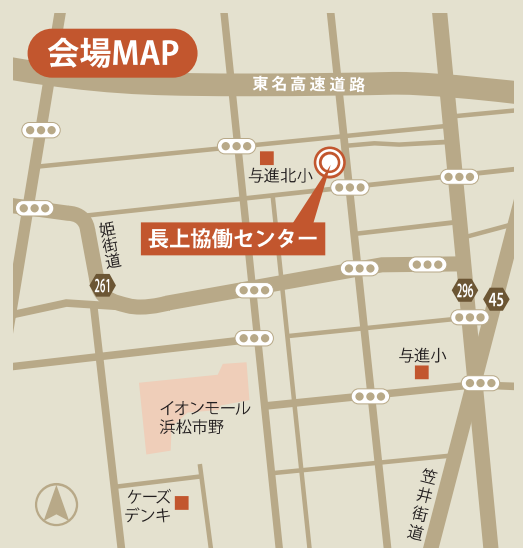 会場MAP
東名高速道路
与進北小
長上協働センター
姫街道
261
296
45
与進小
イオンモール
浜松市野
ケーズ
デンキ
笠井街道